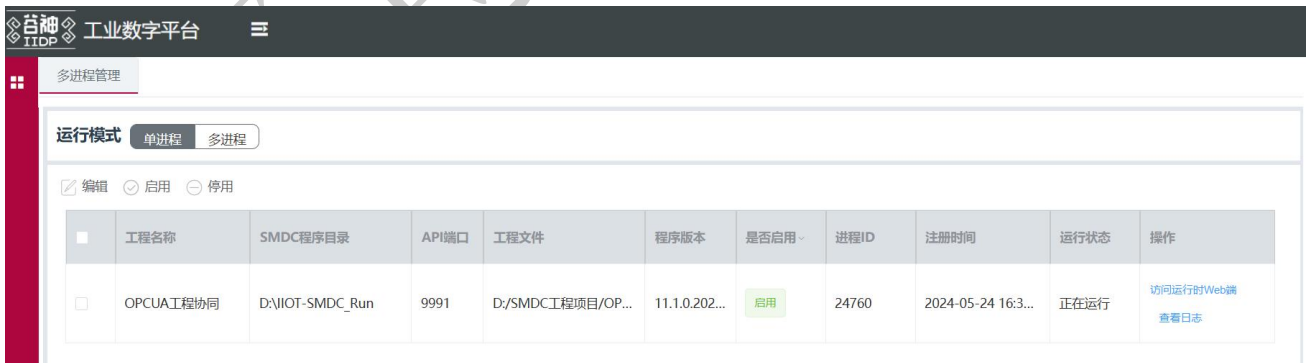 谷神
IIDP
工业数字平台
多进程管理
运行模式 单进程 多进程
编辑 启用 停用
工程名称 SMDC程序目录 API端口 工程文件 程序版本 是否启用 进程ID 注册时间 运行状态 操作
OPCUA工程协同 D:\IIOT-SMDC_Run 9991 D:/SMDC工程项目/OP... 11.1.0.202... 启用 24760 2024-05-24 16:3... 正在运行 访问运行时Web端
查看日志